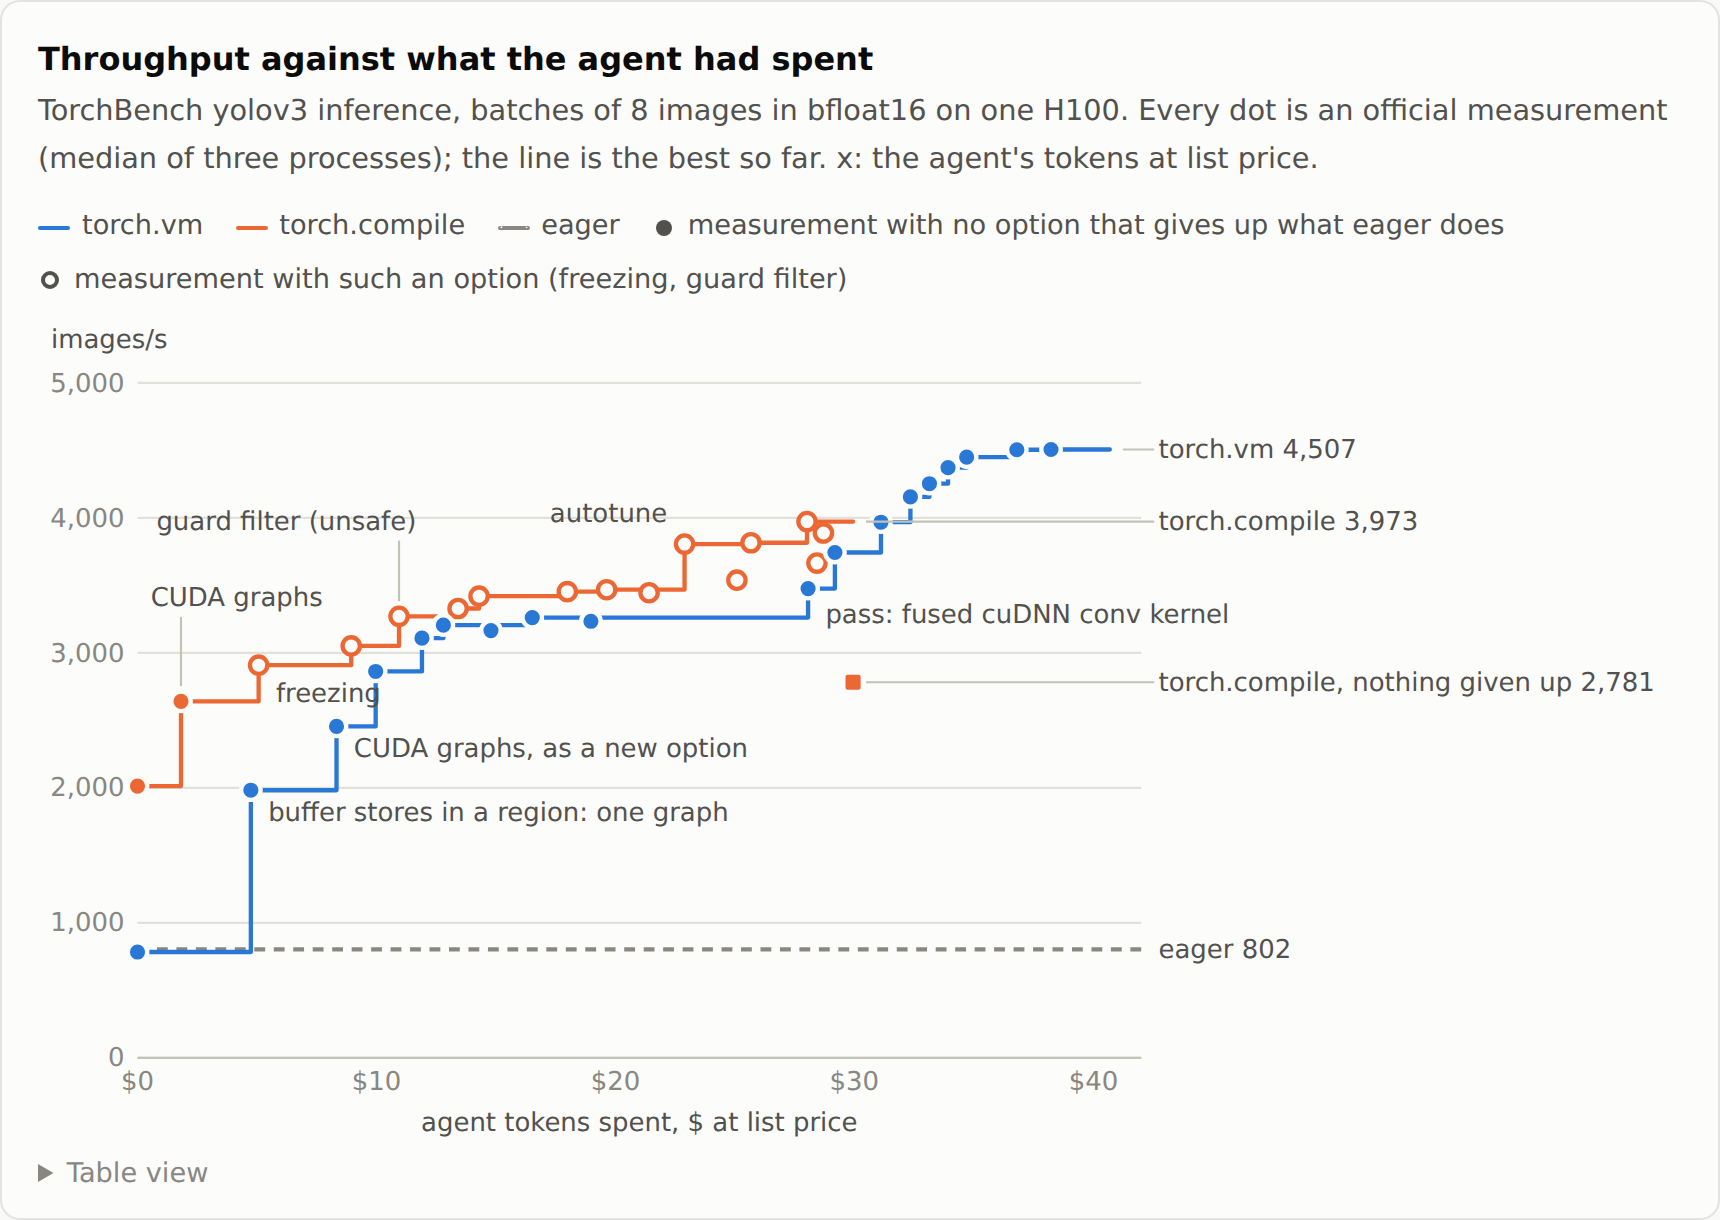 Throughput against what the agent had spent
TorchBench yolov3 inference, batches of 8 images in bfloat16 on one H100. Every dot is an official measurement
(median of three processes); the line is the best so far. x: the agent's tokens at list price.
torch.vm torch.compile eager measurement with no option that gives up what eager does
measurement with such an option (freezing, guard filter)
images/s
5,000
torch.vm 4,507
4,000
guard filter (unsafe)
autotune
torch.compile 3,973
CUDA graphs
pass: fused cuDNN conv kernel
3,000
freezing
torch.compile, nothing given up 2,781
CUDA graphs, as a new option
2,000
buffer stores in a region: one graph
1,000
eager 802
0
$0 $10 $20 $30 $40
agent tokens spent, $ at list price
Table view